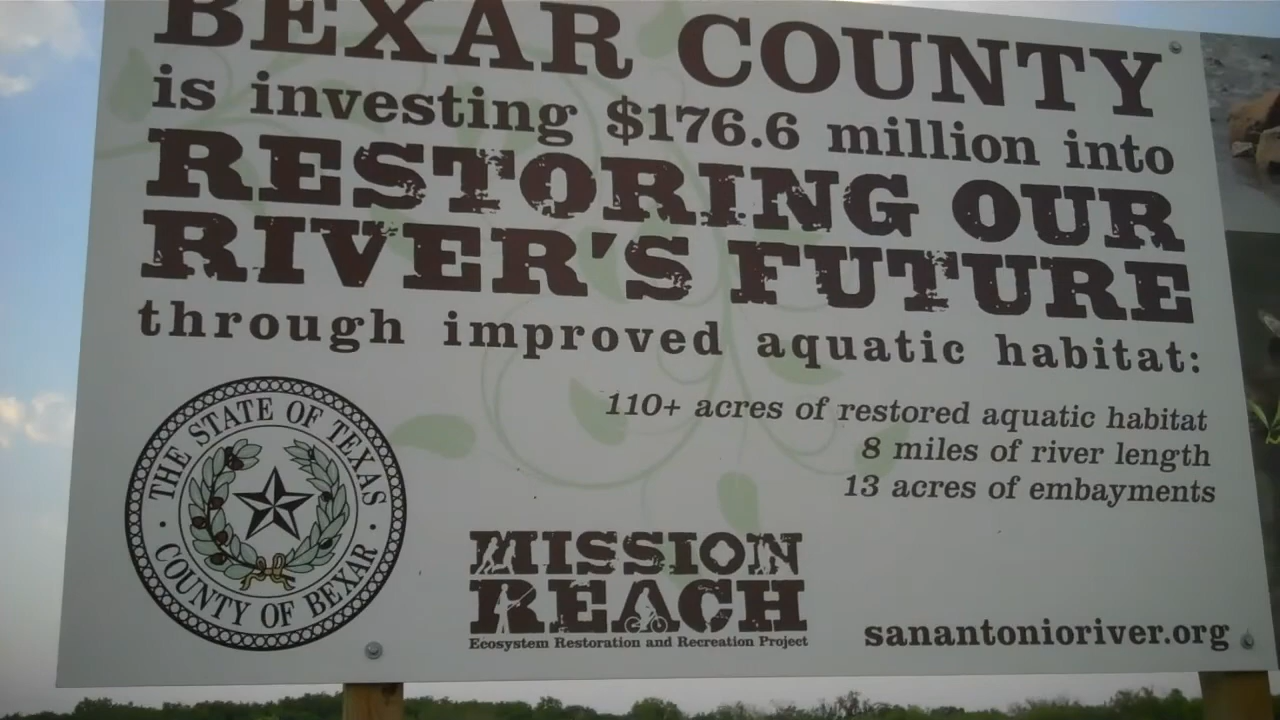 BEXAR COUNTY
is investing $176.6 million into
RESTORING OUR
RIVER'S FUTURE
through improved aquatic habitat:
110+ acres of restored aquatic habitat
8 miles of river length
13 acres of embayments
THE STATE OF TEXAS
· COUNTY OF BEXAR ·
MISSION
REACH
Ecosystem Restoration and Recreation Project
sanantonioriver.org